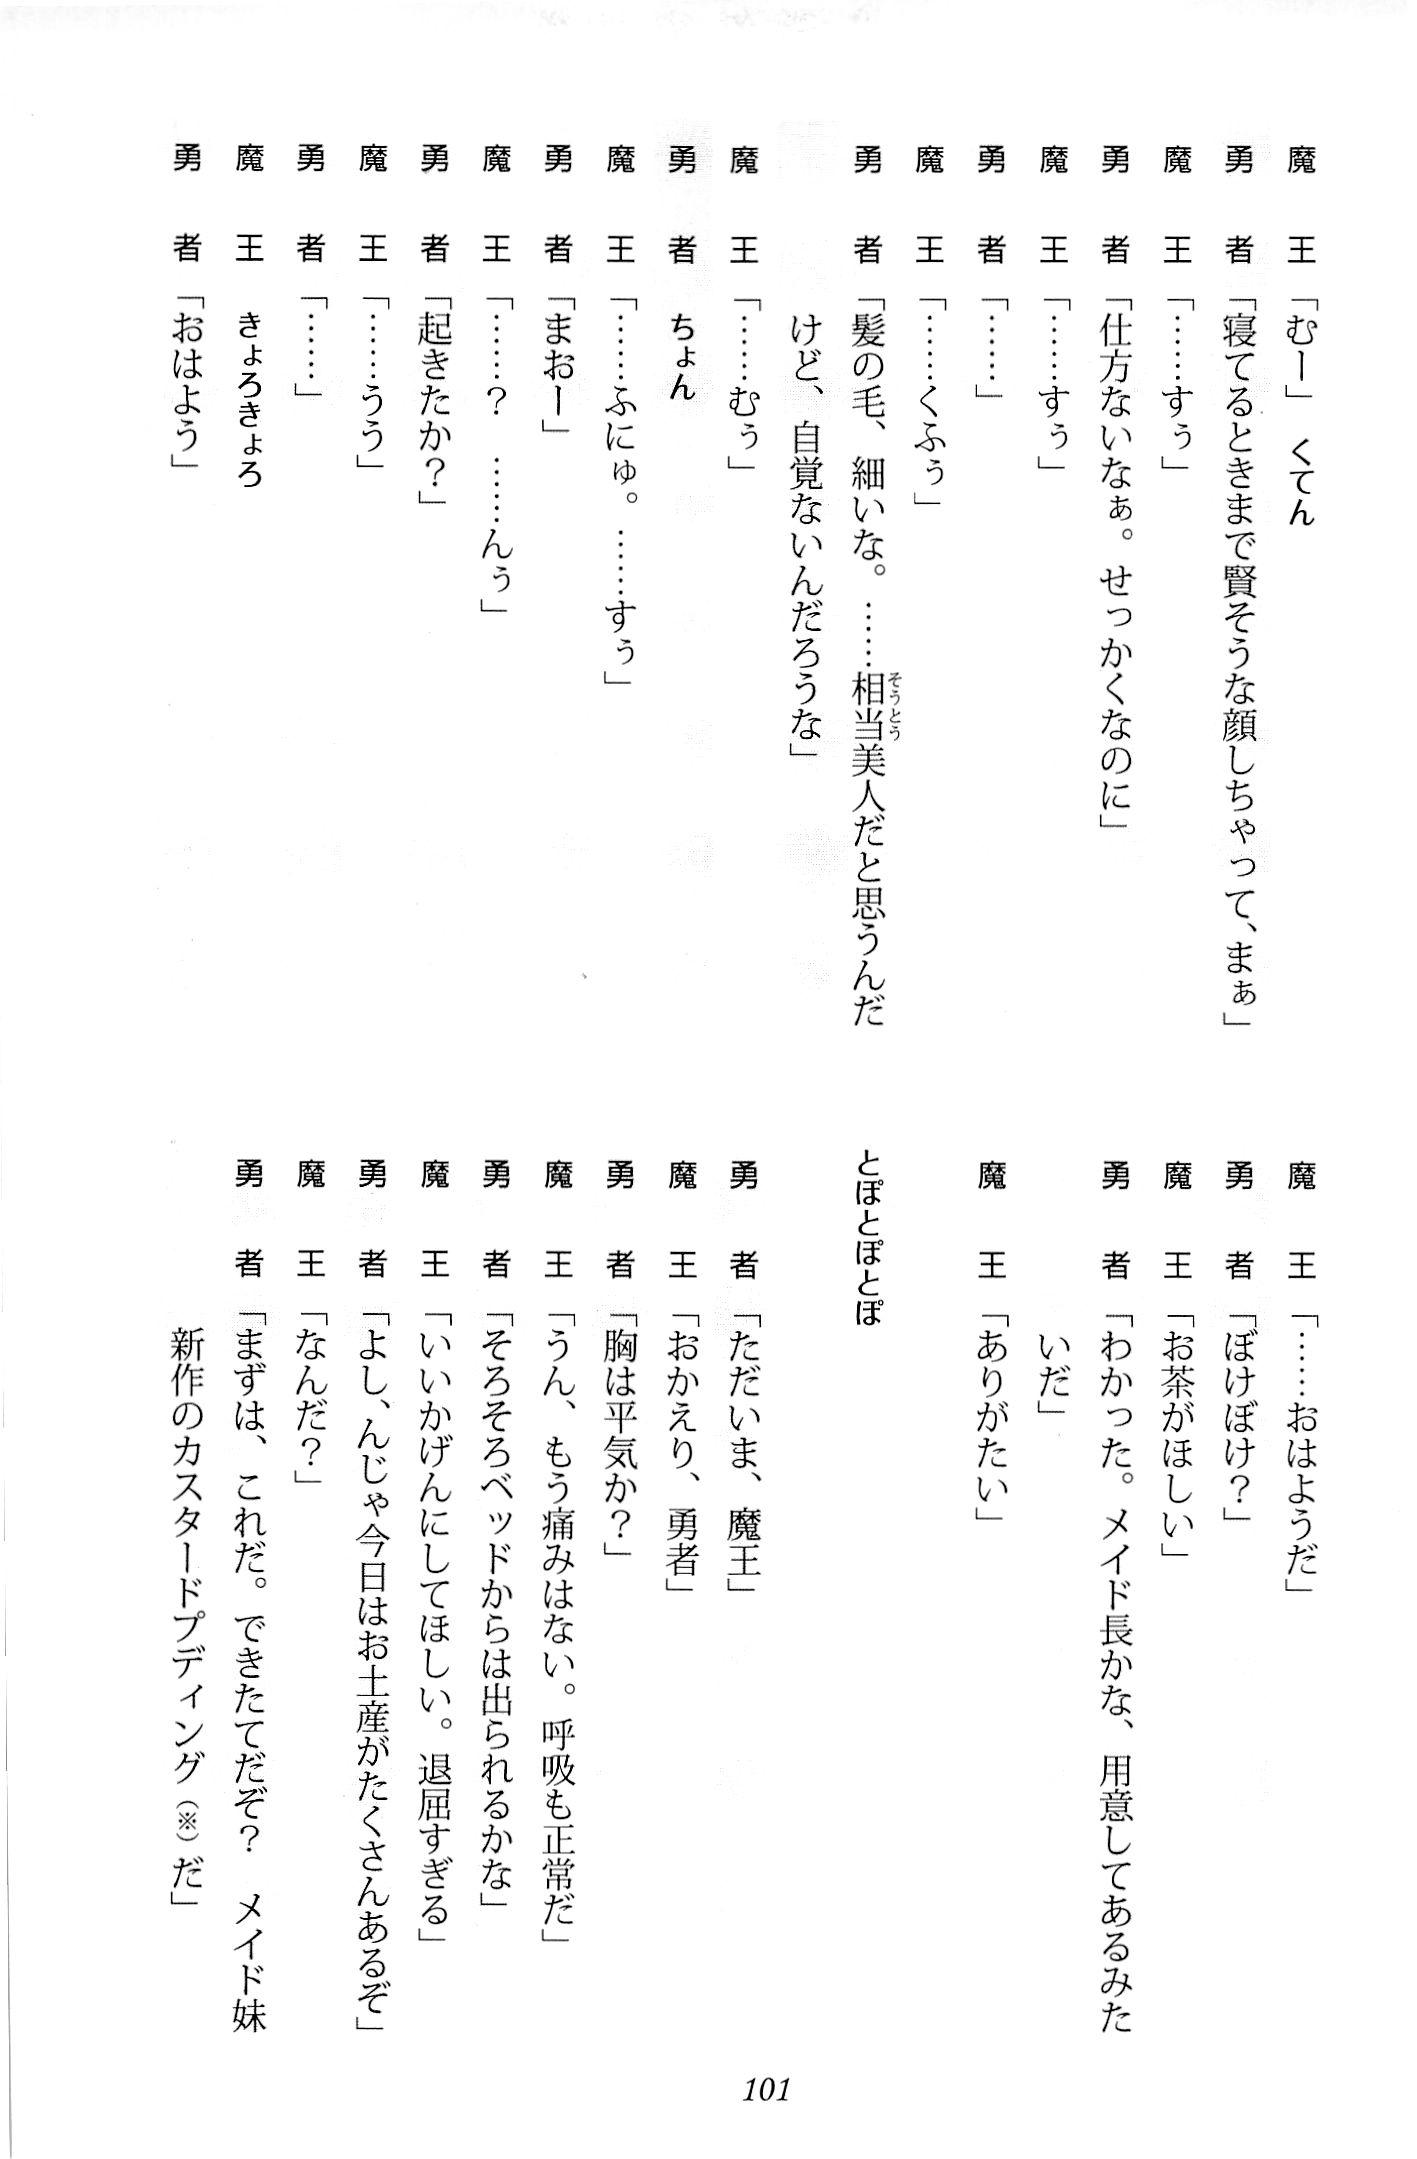 魔王「むー」 くてん
勇者「寝てるときまで賢そうな顔しちゃって、まぁ」
魔王「……すぅ」
勇者「仕方ないなぁ。せっかくなのに」
魔王「……すぅ」
勇者「……」
魔王「……くふぅ」
勇者「髪の毛、細いな。……相当美人だと思うんだ
けど、自覚ないんだろうな」
魔王「……むぅ」
勇者 ちょん
魔王「……ふにゅ。……すぅ」
勇者「まおー」
魔王「……? ……んぅ」
勇者「起きたか?」
魔王「……うう」
勇者「……」
魔王 きょろきょろ
勇者「おはよう」
魔王「……おはようだ」
勇者「ぼけぼけ?」
魔王「お茶がほしい」
勇者「わかった。メイド長かな、用意してあるみた
いだ」
魔王「ありがたい」
とぽとぽとぽ
勇者「ただいま、魔王」
魔王「おかえり、勇者」
勇者「胸は平気か?」
魔王「うん、もう痛みはない。呼吸も正常だ」
勇者「そろそろベッドからは出られるかな」
魔王「いいかげんにしてほしい。退屈すぎる」
勇者「よし、んじゃ今日はお土産がたくさんあるぞ」
魔王「なんだ?」
勇者「まずは、これだ。できたてだぞ? メイド妹
新作のカスタードプディング(※)だ」
101